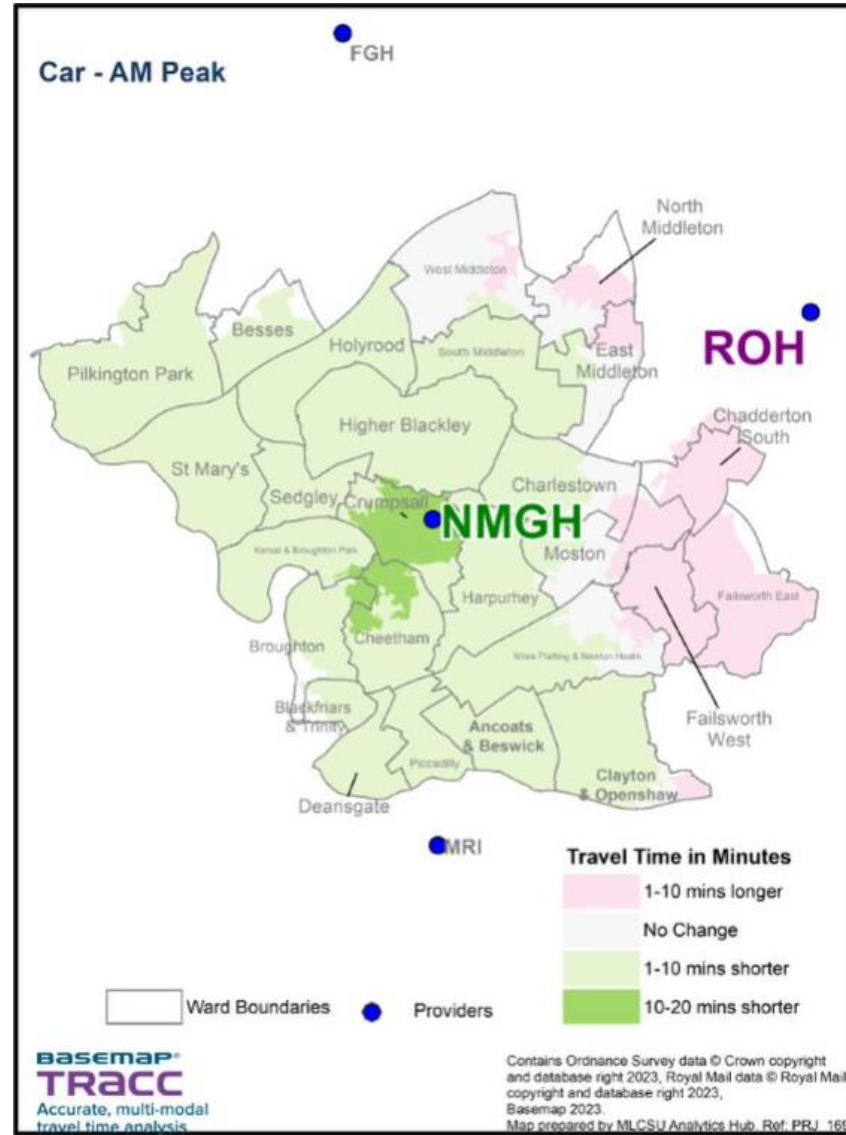 FGH
Car - AM Peak
North
Middleton
West Middleton
Besses
Holyrood
South Middleton
East
Middleton
ROH
Pilkington Park
Higher Blackley
Chadderton
South
St Mary's
Sedgley
Crumpsall
Charlestown
NMGH
Moston
Kersal & Broughton Park
Harpurhey
Failsworth East
Broughton
Cheetham
Miles Platting & Newton Heath
Blackfriars
& Trinity
Ancoats
& Beswick
Failsworth
West
Piccadilly
Clayton
& Openshaw
Deansgate
MRI
Travel Time in Minutes
1-10 mins longer
No Change
1-10 mins shorter
10-20 mins shorter
Ward Boundaries
Providers
BASEMAP®
TRACC
Accurate, multi-modal
travel time analysis
Contains Ordnance Survey data © Crown copyright
and database right 2023, Royal Mail data © Royal Mail
copyright and database right 2023,
Basemap 2023.
Map prepared by MLCSU Analytics Hub. Ref: PRJ_169